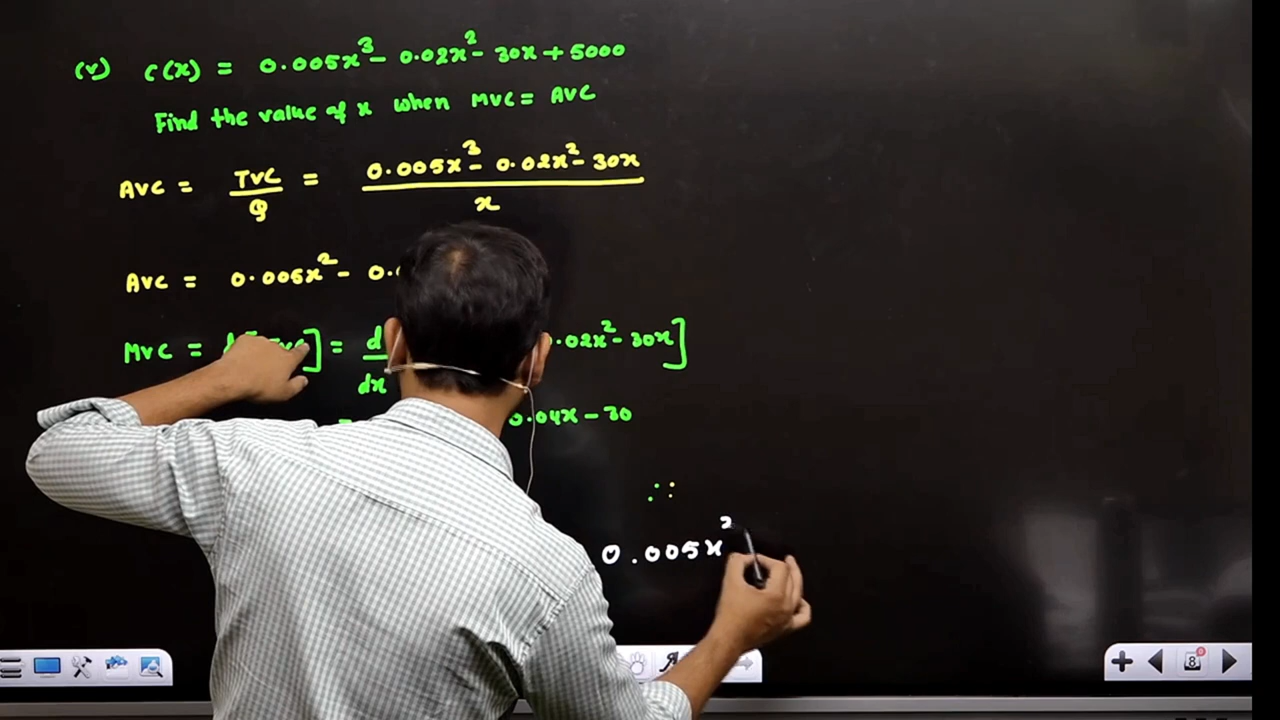 (v) C(x) = 0.005x³ - 0.02x² - 30x + 5000
Find the value of x when MVC = AVC
AVC = TVC/Q = 0.005x³ - 0.02x² - 30x / x
AVC = 0.005x² - 0.
MVC = ] = d/dx 0.02x² - 30x]
= 0.04x - 30
0.005x²